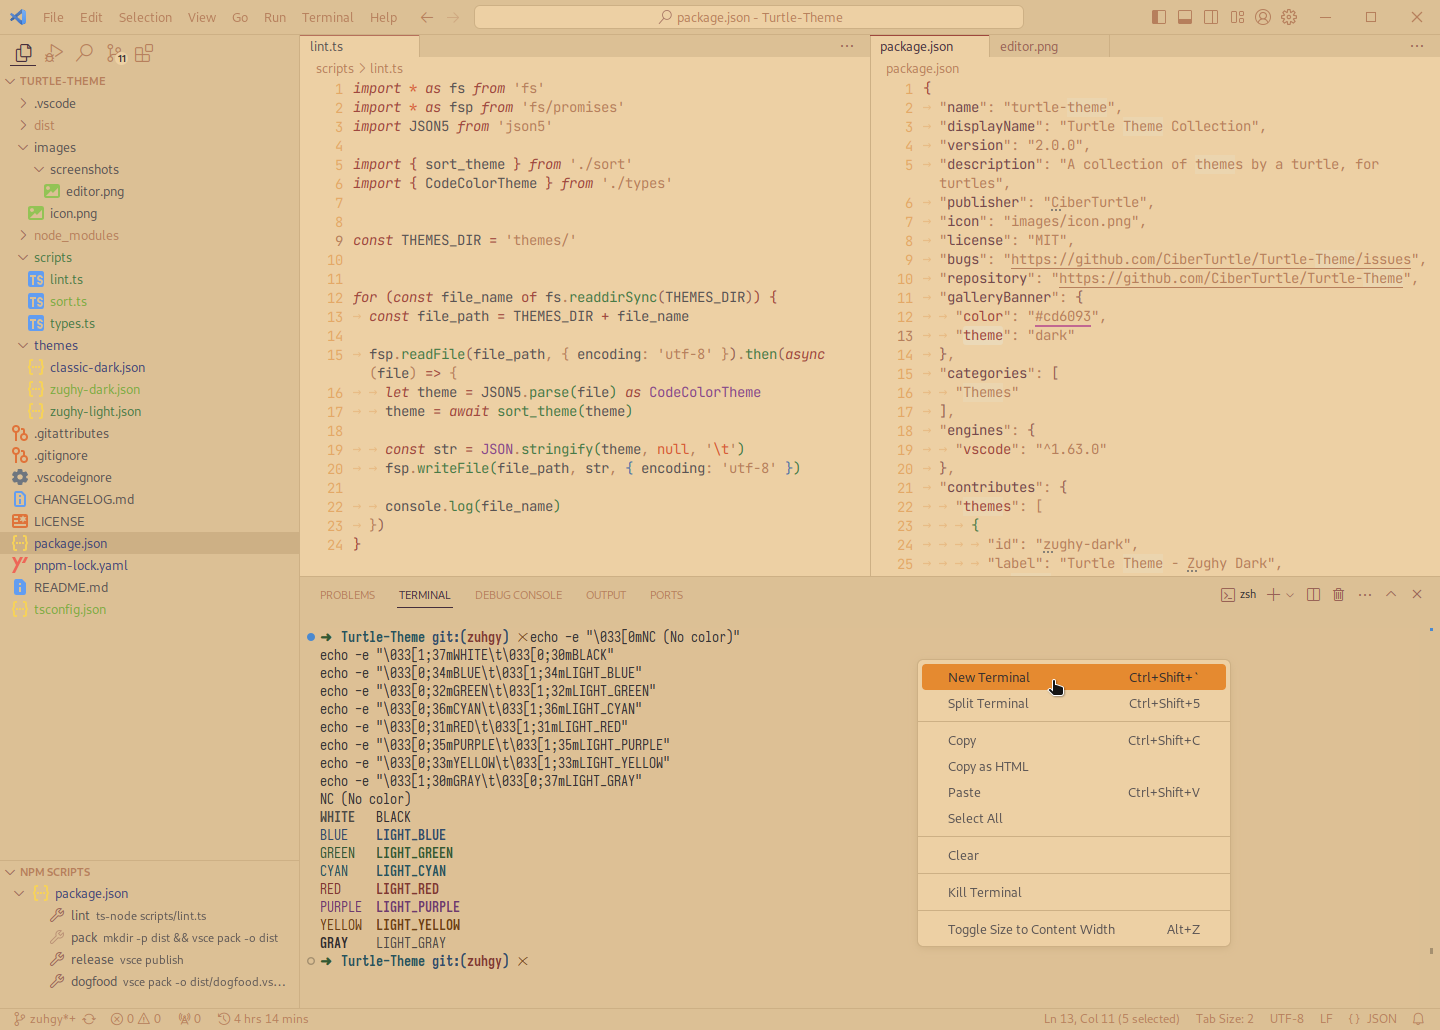 File Edit Selection View Go Run Terminal Help
package.json - Turtle-Theme
11
TURTLE-THEME
.vscode
dist
images
screenshots
editor.png
icon.png
node_modules
scripts
TS lint.ts
TS sort.ts
TS types.ts
themes
classic-dark.json
zughy-dark.json
zughy-light.json
.gitattributes
.gitignore
.vscodeignore
CHANGELOG.md
LICENSE
package.json
pnpm-lock.yaml
README.md
tsconfig.json
NPM SCRIPTS
package.json
lint ts-node scripts/lint.ts
pack mkdir -p dist && vsce pack -o dist
release vsce publish
dogfood vsce pack -o dist/dogfood.vs…
lint.ts
scripts > lint.ts
1 import * as fs from 'fs'
2 import * as fsp from 'fs/promises'
3 import JSON5 from 'json5'
4
5 import { sort_theme } from './sort'
6 import { CodeColorTheme } from './types'
7
8
9 const THEMES_DIR = 'themes/'
10
11
12 for (const file_name of fs.readdirSync(THEMES_DIR)) {
13 → const file_path = THEMES_DIR + file_name
14
15 fsp.readFile(file_path, { encoding: 'utf-8' }).then(async
(file) => {
16 → → let theme = JSON5.parse(file) as CodeColorTheme
17 → → theme = await sort_theme(theme)
18
19 → → const str = JSON.stringify(theme, null, '\t')
20 → → fsp.writeFile(file_path, str, { encoding: 'utf-8' })
21
22 → → console.log(file_name)
23 → })
24 }
package.json editor.png
package.json
1 {
2 → "name": "turtle-theme",
3 → "displayName": "Turtle Theme Collection",
4 → "version": "2.0.0",
5 → "description": "A collection of themes by a turtle, for
turtles",
6 → "publisher": "CiberTurtle",
7 → "icon": "images/icon.png",
8 → "license": "MIT",
9 → "bugs": "https://github.com/CiberTurtle/Turtle-Theme/issues",
10 → "repository": "https://github.com/CiberTurtle/Turtle-Theme",
11 → "galleryBanner": {
12 → → "color": "#cd6093",
13 → → "theme": "dark"
14 → },
15 → "categories": [
16 → → "Themes"
17 → ],
18 → "engines": {
19 → → "vscode": "^1.63.0"
20 → },
21 → "contributes": {
22 → → "themes": [
23 → → → {
24 → → → → "id": "zughy-dark",
25 → → → → "label": "Turtle Theme - Zughy Dark",
PROBLEMS TERMINAL DEBUG CONSOLE OUTPUT PORTS
zsh
➜ Turtle-Theme git:(zuhgy) ✕echo -e "\033[0mNC (No color)"
echo -e "\033[1;37mWHITE\t\033[0;30mBLACK"
echo -e "\033[0;34mBLUE\t\033[1;34mLIGHT_BLUE"
echo -e "\033[0;32mGREEN\t\033[1;32mLIGHT_GREEN"
echo -e "\033[0;36mCYAN\t\033[1;36mLIGHT_CYAN"
echo -e "\033[0;31mRED\t\033[1;31mLIGHT_RED"
echo -e "\033[0;35mPURPLE\t\033[1;35mLIGHT_PURPLE"
echo -e "\033[0;33mYELLOW\t\033[1;33mLIGHT_YELLOW"
echo -e "\033[1;30mGRAY\t\033[0;37mLIGHT_GRAY"
NC (No color)
WHITE BLACK
BLUE LIGHT_BLUE
GREEN LIGHT_GREEN
CYAN LIGHT_CYAN
RED LIGHT_RED
PURPLE LIGHT_PURPLE
YELLOW LIGHT_YELLOW
GRAY LIGHT_GRAY
➜ Turtle-Theme git:(zuhgy) ✕
New Terminal Ctrl+Shift+`
Split Terminal Ctrl+Shift+5
Copy Ctrl+Shift+C
Copy as HTML
Paste Ctrl+Shift+V
Select All
Clear
Kill Terminal
Toggle Size to Content Width Alt+Z
zuhgy*+ 0 0 0 4 hrs 14 mins
Ln 13, Col 11 (5 selected) Tab Size: 2 UTF-8 LF { } JSON